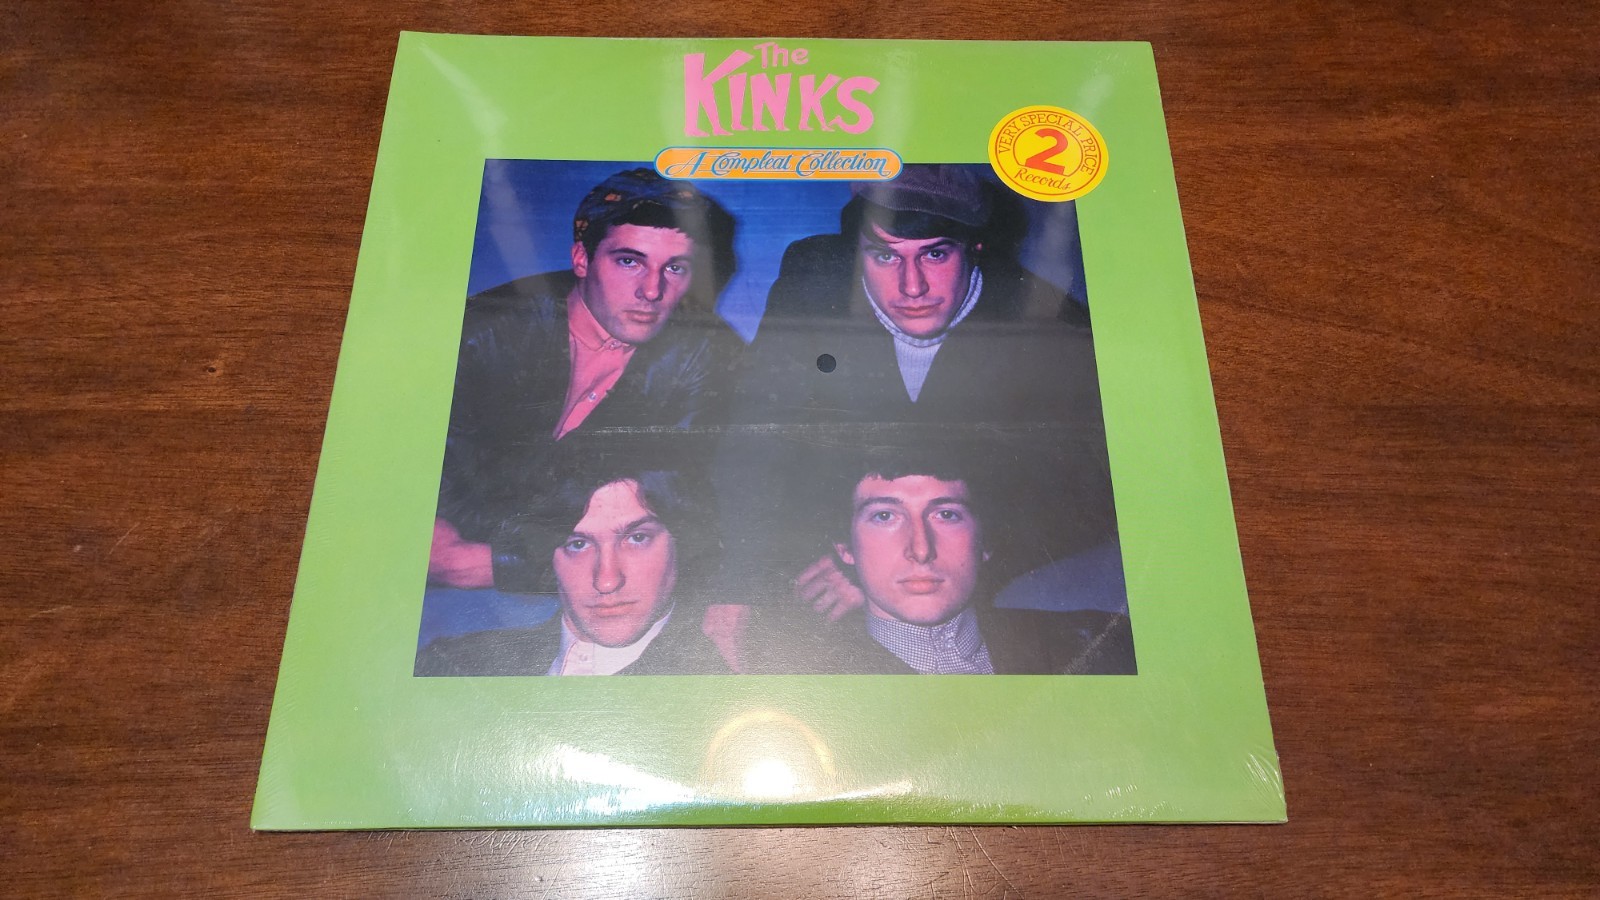 The
KINKS
A Compleat Collection
VERY SPECIAL PRICE
2
Records